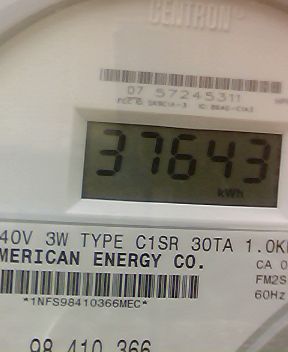 CENTRON®
07 57245311
37643
kWh
40V 3W TYPE C1SR 30TA 1.0K
MERICAN ENERGY CO.
CA 0
FM2S
60Hz
*1NFS98410366MEC*
98 410 366